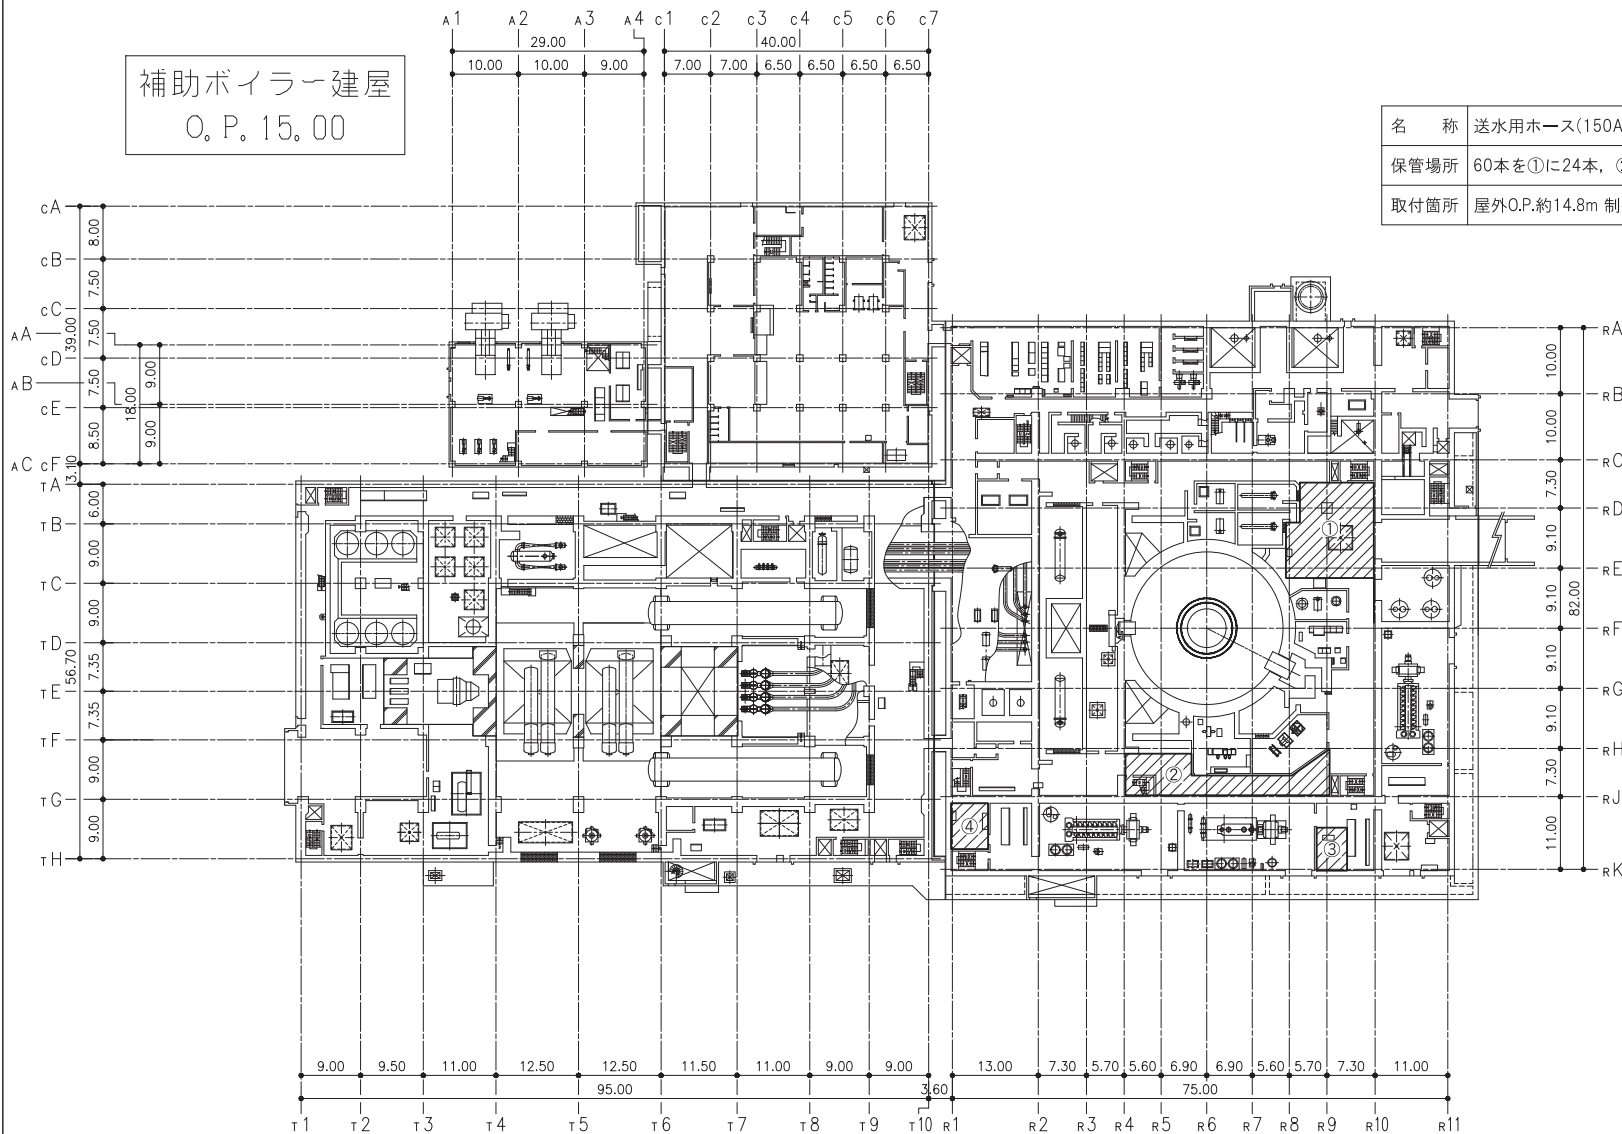 A1 A2 A3 A4 c1 c2 c3 c4 c5 c6 c7
29.00 40.00
10.00 10.00 9.00 7.00 7.00 6.50 6.50 6.50 6.50
補助ボイラー建屋
O.P.15.00
名 称 送水用ホース(150A
保管場所 60本を①に24本,
取付箇所 屋外O.P.約14.8m 制
cA
8.00
cB
7.50
cC
AA
39.00
7.50
cD
AB
7.50
cE
8.50
AC cF
18.00
9.00
9.00
3.10
TA
6.00
TB
9.00
TC
9.00
TD
56.70
7.35
TE
7.35
TF
9.00
TG
9.00
TH
RA
10.00
RB
10.00
RC
7.30
RD
9.10
RE
9.10
82.00
RF
9.10
RG
9.10
RH
7.30
RJ
11.00
RK
①
②
④
③
9.00 9.50 11.00 12.50 12.50 11.50 11.00 9.00 9.00 13.00 7.30 5.70 5.60 6.90 6.90 5.60 5.70 7.30 11.00
95.00 3.60 75.00
T1 T2 T3 T4 T5 T6 T7 T8 T9 T10 R1 R2 R3 R4 R5 R6 R7 R8 R9 R10 R11